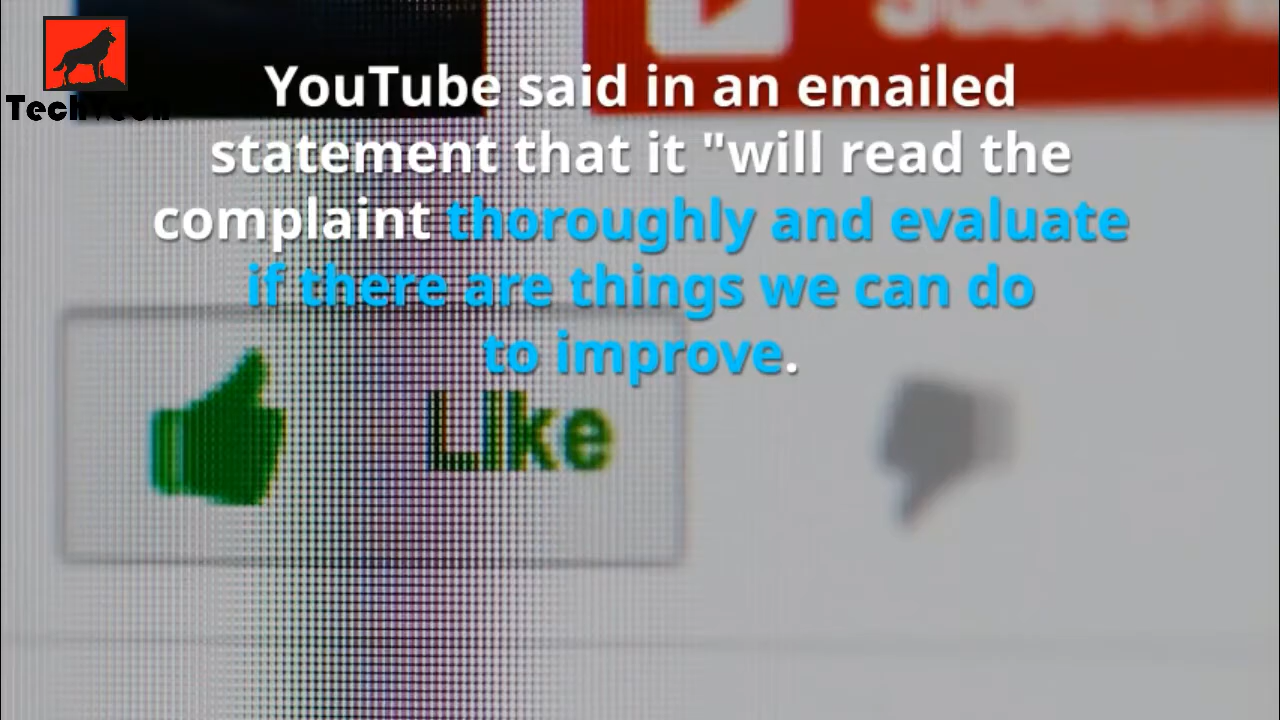 YouTube said in an emailed
statement that it "will read the
complaint thoroughly and evaluate
if there are things we can do
to improve.
Like